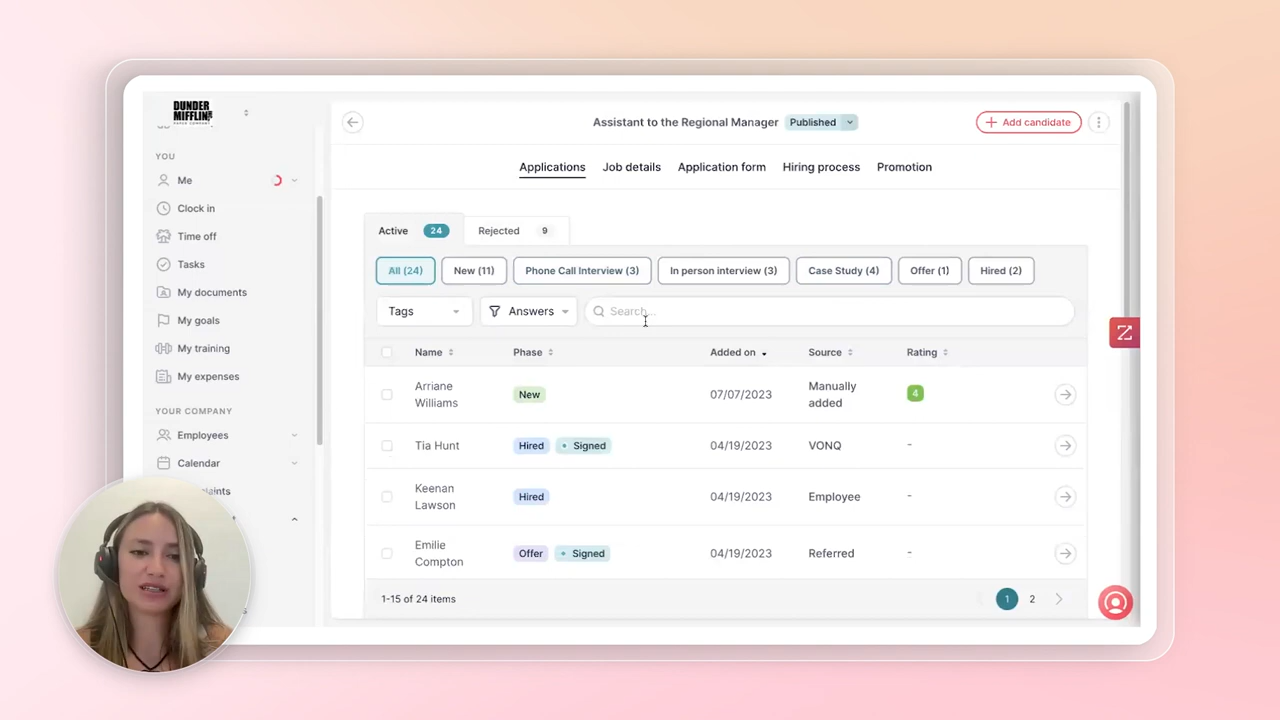 DUNDER
MIFFLIN
Assistant to the Regional Manager
Published
Add candidate
YOU
Me
Clock in
Time off
Tasks
My documents
My goals
My training
My expenses
YOUR COMPANY
Employees
Calendar
Applications
Job details
Application form
Hiring process
Promotion
Active 24
Rejected 9
All (24)
New (11)
Phone Call Interview (3)
In person interview (3)
Case Study (4)
Offer (1)
Hired (2)
Tags
Answers
Search...
Name
Phase
Added on
Source
Rating
Arriane
Williams
New
07/07/2023
Manually
added
4
Tia Hunt
Hired
Signed
04/19/2023
VONQ
-
Keenan
Lawson
Hired
04/19/2023
Employee
-
Emilie
Compton
Offer
Signed
04/19/2023
Referred
-
1-15 of 24 items
1
2